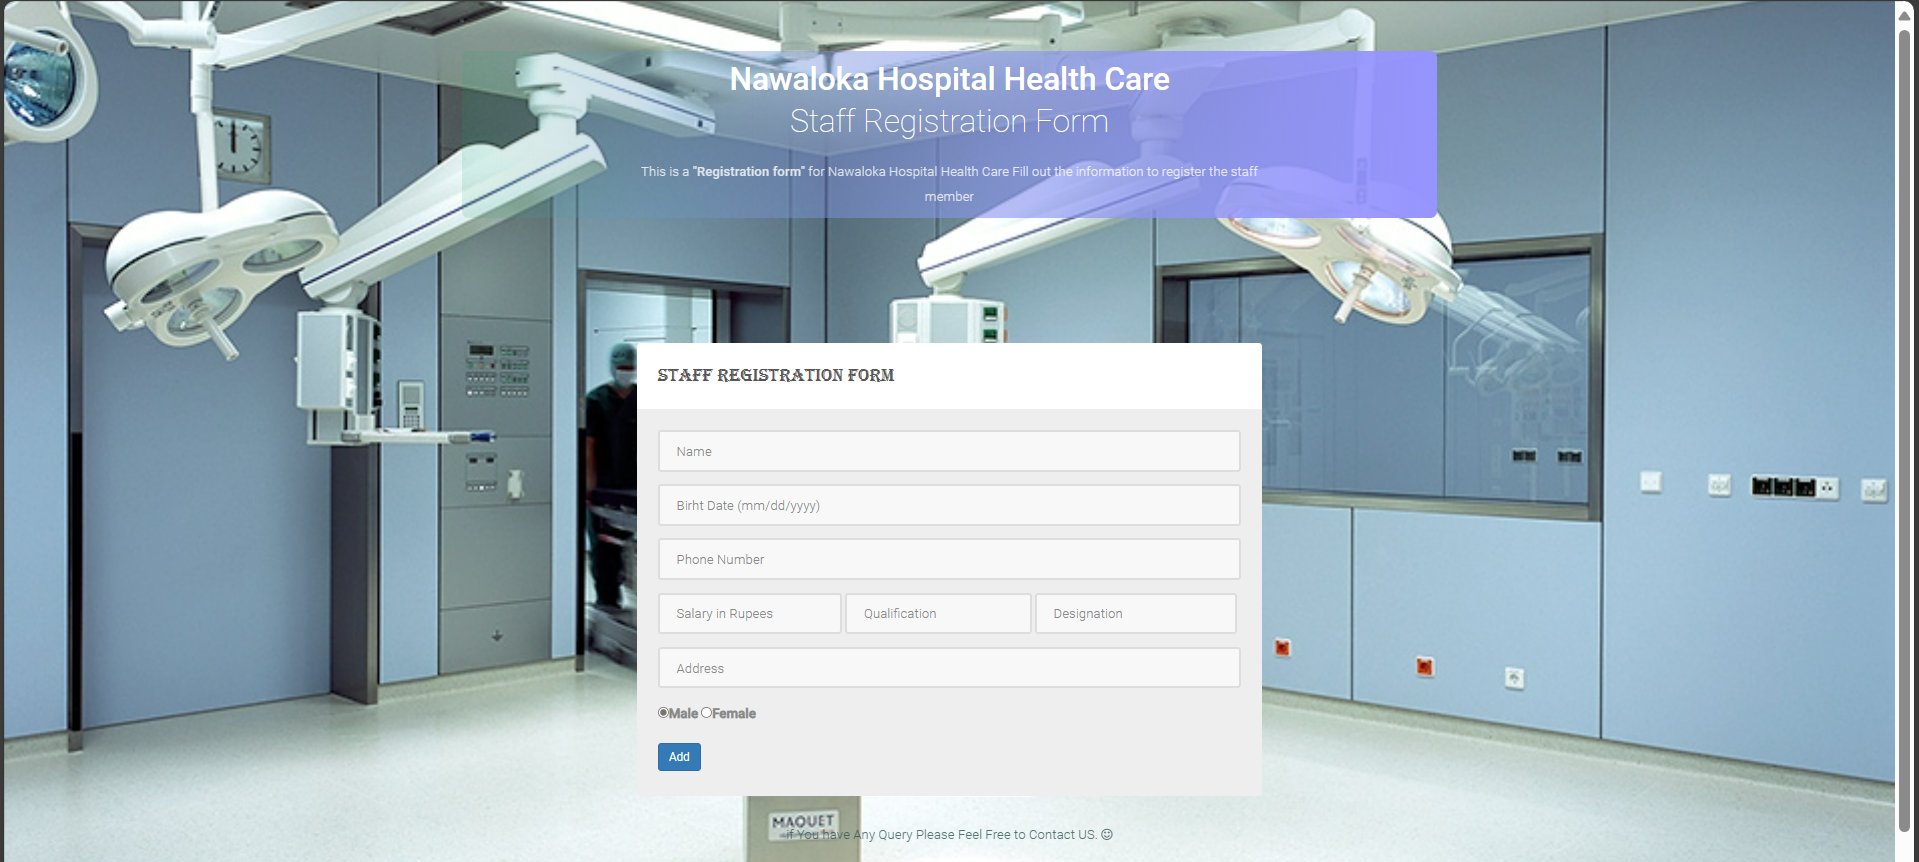 Nawaloka Hospital Health Care
Staff Registration Form
This is a "Registration form" for Nawaloka Hospital Health Care Fill out the information to register the staff
member
STAFF REGISTRATION FORM
Name
Birht Date (mm/dd/yyyy)
Phone Number
Salary in Rupees
Qualification
Designation
Address
Male Female
Add
MAQUET
if You have Any Query Please Feel Free to Contact US. ☺